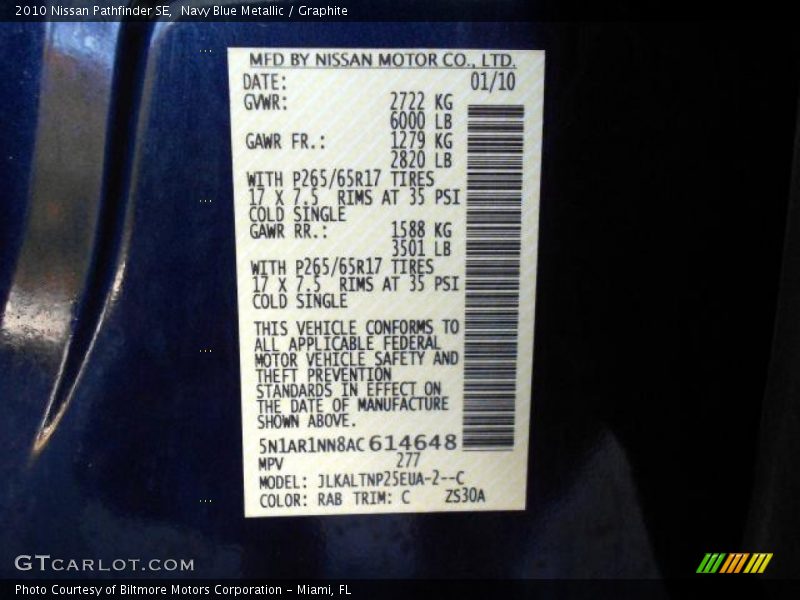 2010 Nissan Pathfinder SE,  Navy Blue Metallic / Graphite
MFD BY NISSAN MOTOR CO., LTD.
DATE: 01/10
GVWR: 2722 KG
6000 LB
GAWR FR.: 1279 KG
2820 LB
WITH P265/65R17 TIRES
17 X 7.5 RIMS AT 35 PSI
COLD SINGLE
GAWR RR.: 1588 KG
3501 LB
WITH P265/65R17 TIRES
17 X 7.5 RIMS AT 35 PSI
COLD SINGLE
THIS VEHICLE CONFORMS TO
ALL APPLICABLE FEDERAL
MOTOR VEHICLE SAFETY AND
THEFT PREVENTION
STANDARDS IN EFFECT ON
THE DATE OF MANUFACTURE
SHOWN ABOVE.
5N1AR1NN8AC614648
MPV 277
MODEL: JLKALTNP25EUA-2--C
COLOR: RAB TRIM: C ZS30A
GTCARLOT.COM
Photo Courtesy of Biltmore Motors Corporation - Miami, FL